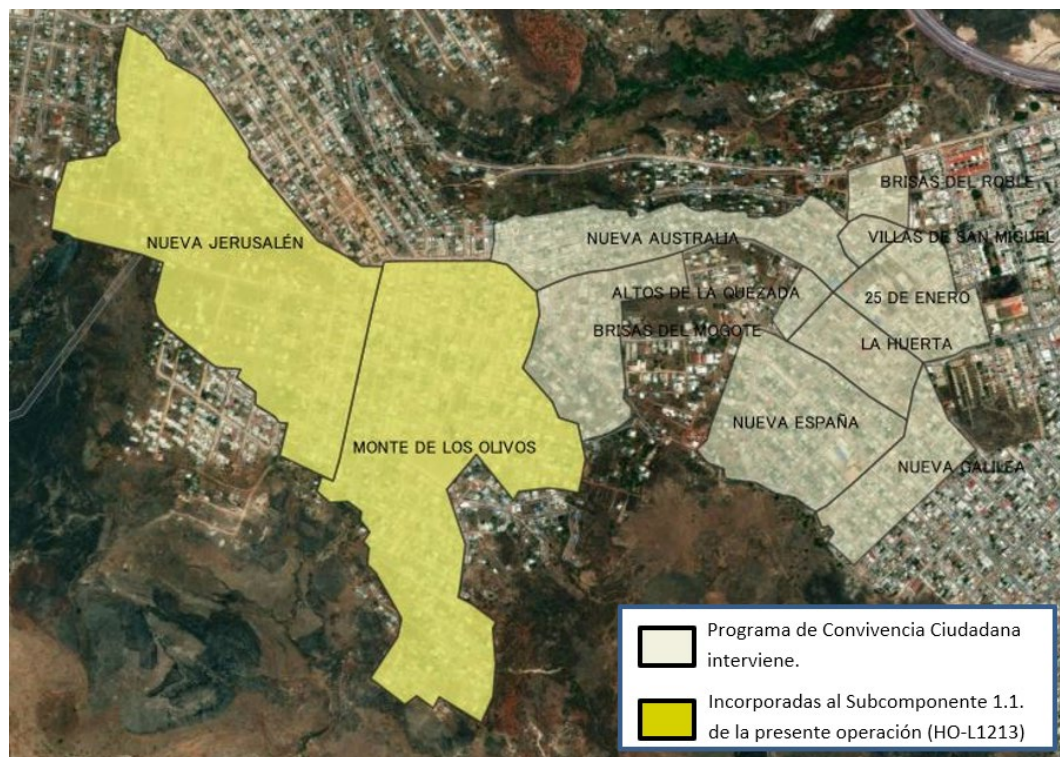 BRISAS DEL ROBLE
NUEVA JERUSALÉN
NUEVA AUSTRALIA
VILLAS DE SAN MIGUEL
ALTOS DE LA QUEZADA
25 DE ENERO
BRISAS DEL MOGOTE
LA HUERTA
NUEVA ESPAÑA
MONTE DE LOS OLIVOS
NUEVA GALILEA
Programa de Convivencia Ciudadana
interviene.
Incorporadas al Subcomponente 1.1.
de la presente operación (HO-L1213)